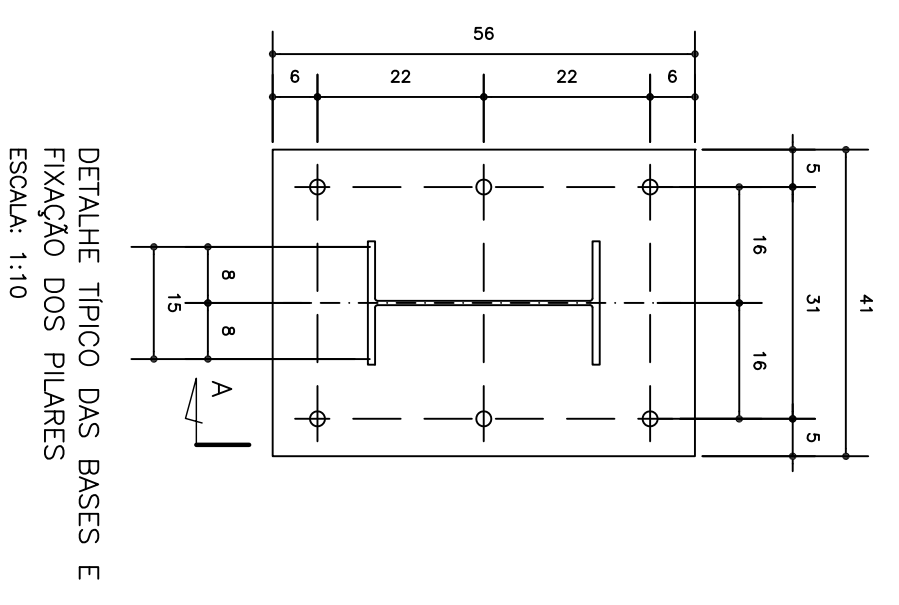 56
6 22 22 6
5
16
31
41
16
5
8
15
8
A
DETALHE TÍPICO DAS BASES E
FIXAÇÃO DOS PILARES
ESCALA: 1:10